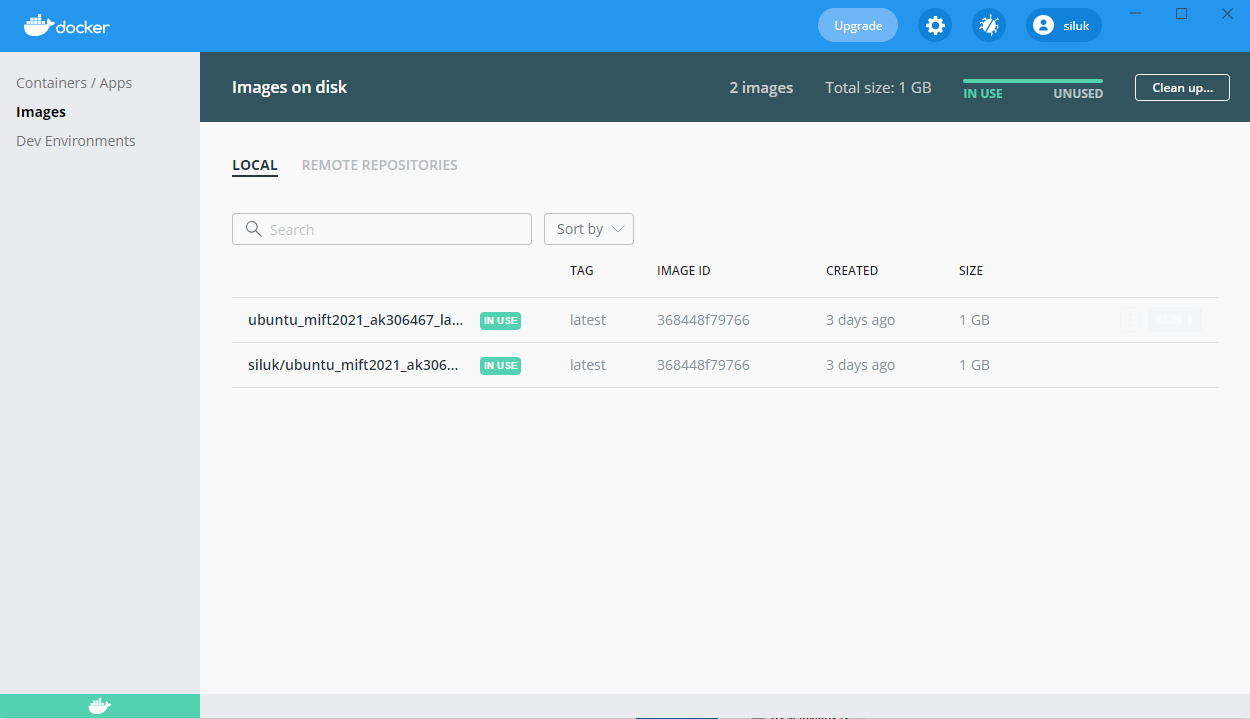 docker
Upgrade
siluk
Containers / Apps
Images
Dev Environments
Images on disk
2 images
Total size: 1 GB
IN USE
UNUSED
Clean up...
LOCAL
REMOTE REPOSITORIES
Search
Sort by
TAG IMAGE ID CREATED SIZE
ubuntu_mift2021_ak306467_la... IN USE latest 368448f79766 3 days ago 1 GB
siluk/ubuntu_mift2021_ak306... IN USE latest 368448f79766 3 days ago 1 GB